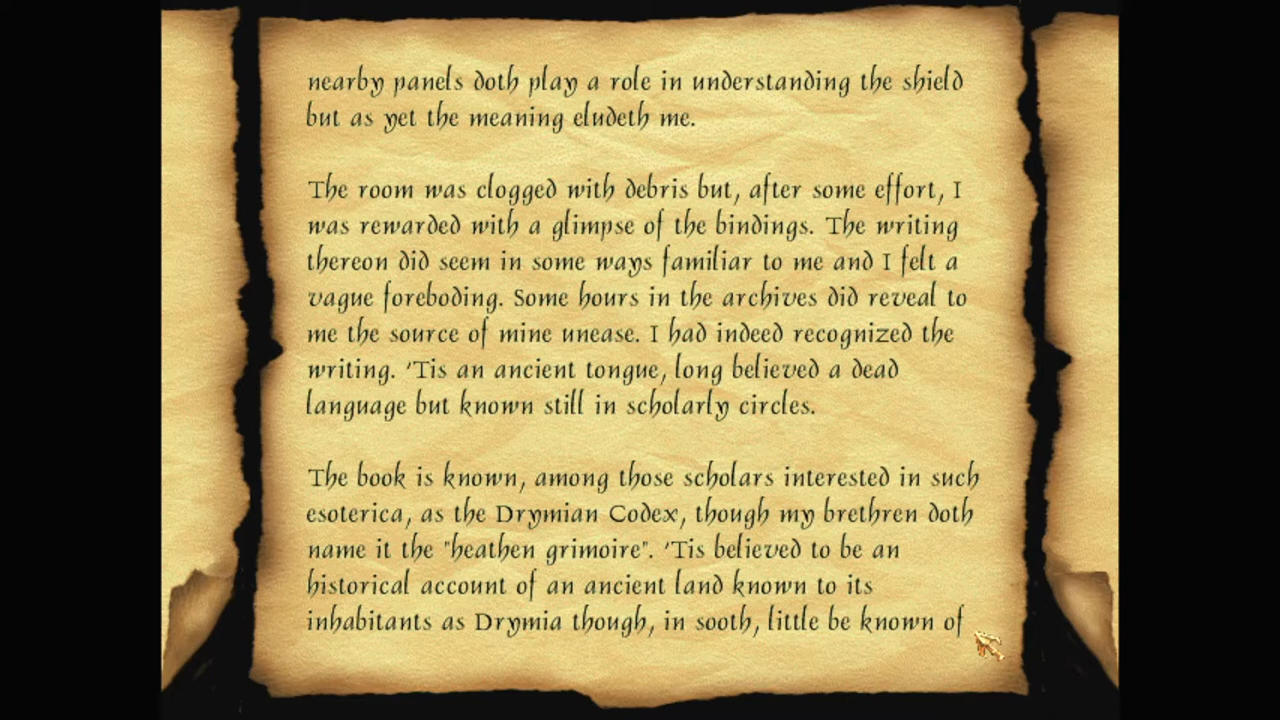 nearby panels doth play a role in understanding the shield
but as yet the meaning eludeth me.
The room was clogged with debris but, after some effort, I
was rewarded with a glimpse of the bindings. The writing
thereon did seem in some ways familiar to me and I felt a
vague foreboding. Some hours in the archives did reveal to
me the source of mine unease. I had indeed recognized the
writing. 'Tis an ancient tongue, long believed a dead
language but known still in scholarly circles.
The book is known, among those scholars interested in such
esoterica, as the Drymian Codex, though my brethren doth
name it the "heathen grimoire". 'Tis believed to be an
historical account of an ancient land known to its
inhabitants as Drymia though, in sooth, little be known of